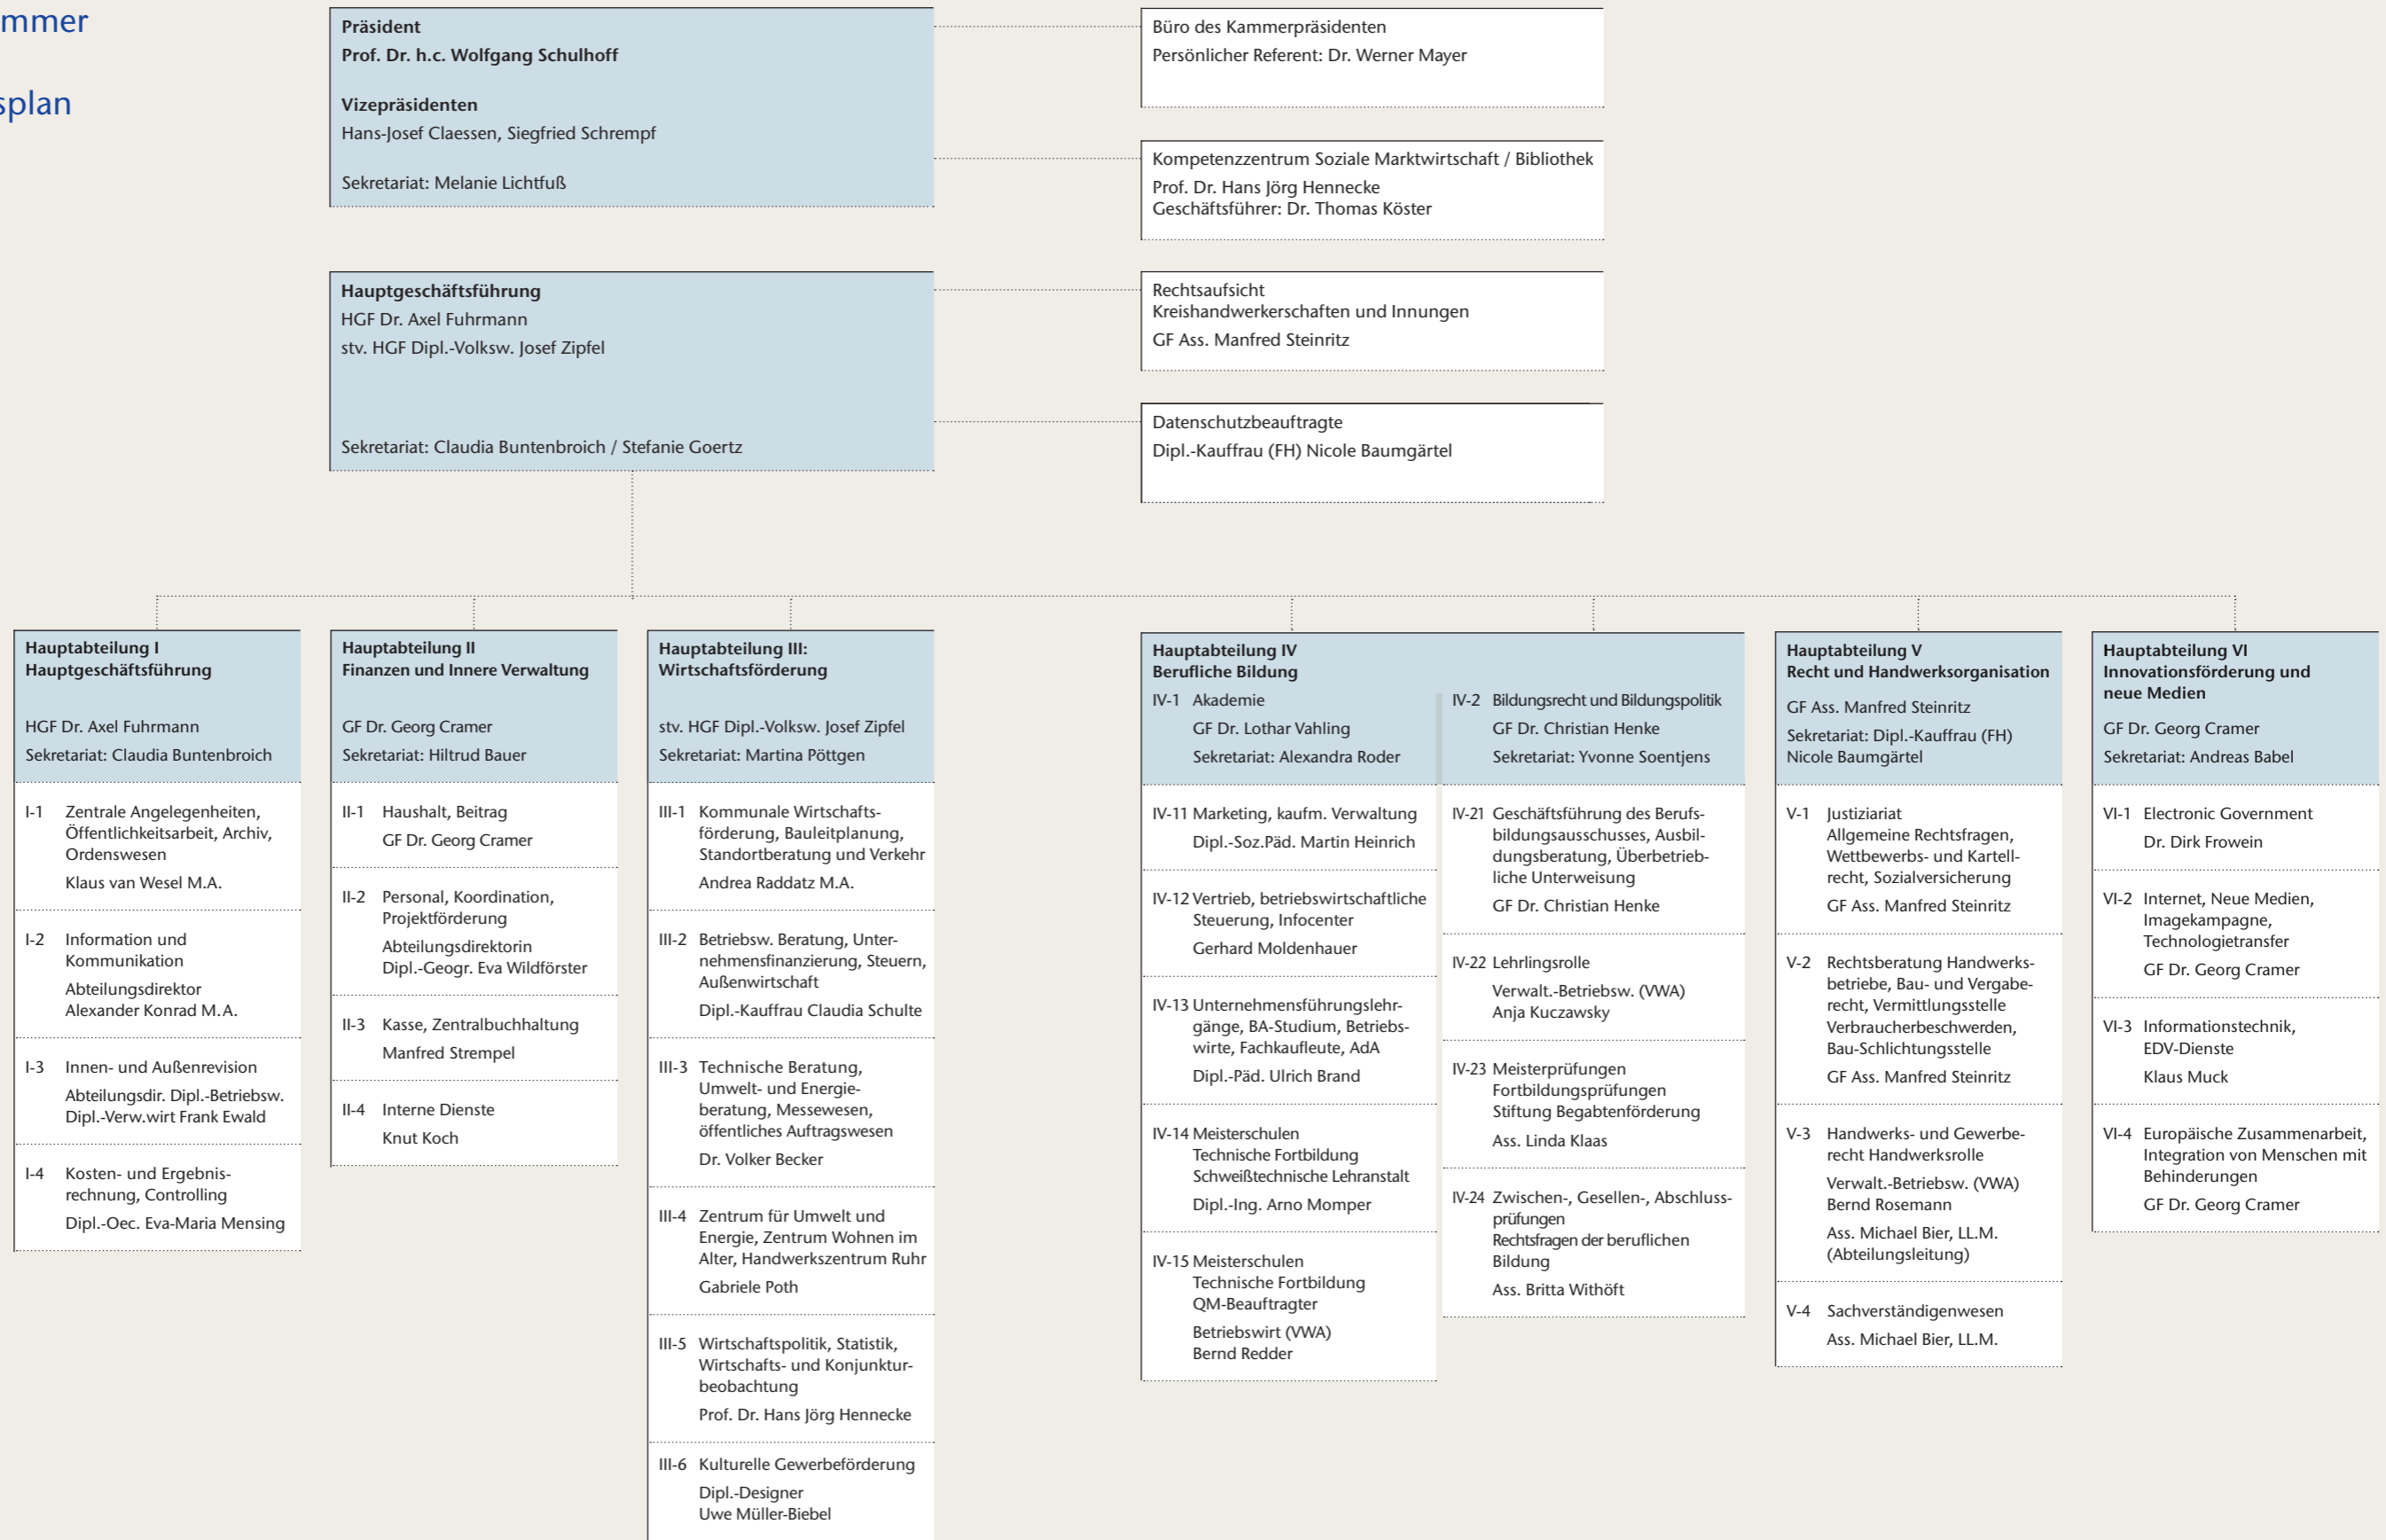 mmer
splan
Präsident
Prof. Dr. h.c. Wolfgang Schulhoff
Vizepräsidenten
Hans-Josef Claessen, Siegfried Schrempf
Sekretariat: Melanie Lichtfuß
Büro des Kammerpräsidenten
Persönlicher Referent: Dr. Werner Mayer
Kompetenzzentrum Soziale Marktwirtschaft / Bibliothek
Prof. Dr. Hans Jörg Hennecke
Geschäftsführer: Dr. Thomas Köster
Hauptgeschäftsführung
HGF Dr. Axel Fuhrmann
stv. HGF Dipl.-Volksw. Josef Zipfel
Sekretariat: Claudia Buntenbroich / Stefanie Goertz
Rechtsaufsicht
Kreishandwerkerschaften und Innungen
GF Ass. Manfred Steinritz
Datenschutzbeauftragte
Dipl.-Kauffrau (FH) Nicole Baumgärtel
Hauptabteilung I
Hauptgeschäftsführung
HGF Dr. Axel Fuhrmann
Sekretariat: Claudia Buntenbroich
I-1 Zentrale Angelegenheiten,
Öffentlichkeitsarbeit, Archiv,
Ordenswesen
Klaus van Wesel M.A.
I-2 Information und
Kommunikation
Abteilungsdirektor
Alexander Konrad M.A.
I-3 Innen- und Außenrevision
Abteilungsdir. Dipl.-Betriebsw.
Dipl.-Verw.wirt Frank Ewald
I-4 Kosten- und Ergebnis-
rechnung, Controlling
Dipl.-Oec. Eva-Maria Mensing
Hauptabteilung II
Finanzen und Innere Verwaltung
GF Dr. Georg Cramer
Sekretariat: Hiltrud Bauer
II-1 Haushalt, Beitrag
GF Dr. Georg Cramer
II-2 Personal, Koordination,
Projektförderung
Abteilungsdirektorin
Dipl.-Geogr. Eva Wildförster
II-3 Kasse, Zentralbuchhaltung
Manfred Strempel
II-4 Interne Dienste
Knut Koch
Hauptabteilung III:
Wirtschaftsförderung
stv. HGF Dipl.-Volksw. Josef Zipfel
Sekretariat: Martina Pöttgen
III-1 Kommunale Wirtschafts-
förderung, Bauleitplanung,
Standortberatung und Verkehr
Andrea Raddatz M.A.
III-2 Betriebsw. Beratung, Unter-
nehmensfinanzierung, Steuern,
Außenwirtschaft
Dipl.-Kauffrau Claudia Schulte
III-3 Technische Beratung,
Umwelt- und Energie-
beratung, Messewesen,
öffentliches Auftragswesen
Dr. Volker Becker
III-4 Zentrum für Umwelt und
Energie, Zentrum Wohnen im
Alter, Handwerkszentrum Ruhr
Gabriele Poth
III-5 Wirtschaftspolitik, Statistik,
Wirtschafts- und Konjunktur-
beobachtung
Prof. Dr. Hans Jörg Hennecke
III-6 Kulturelle Gewerbeförderung
Dipl.-Designer
Uwe Müller-Biebel
Hauptabteilung IV
Berufliche Bildung
IV-1 Akademie
GF Dr. Lothar Vahling
Sekretariat: Alexandra Roder
IV-11 Marketing, kaufm. Verwaltung
Dipl.-Soz.Päd. Martin Heinrich
IV-12 Vertrieb, betriebswirtschaftliche
Steuerung, Infocenter
Gerhard Moldenhauer
IV-13 Unternehmensführungslehr-
gänge, BA-Studium, Betriebs-
wirte, Fachkaufleute, AdA
Dipl.-Päd. Ulrich Brand
IV-14 Meisterschulen
Technische Fortbildung
Schweißtechnische Lehranstalt
Dipl.-Ing. Arno Momper
IV-15 Meisterschulen
Technische Fortbildung
QM-Beauftragter
Betriebswirt (VWA)
Bernd Redder
IV-2 Bildungsrecht und Bildungspolitik
GF Dr. Christian Henke
Sekretariat: Yvonne Soentjens
IV-21 Geschäftsführung des Berufs-
bildungsausschusses, Ausbil-
dungsberatung, Überbetrieb-
liche Unterweisung
GF Dr. Christian Henke
IV-22 Lehrlingsrolle
Verwalt.-Betriebsw. (VWA)
Anja Kuczawsky
IV-23 Meisterprüfungen
Fortbildungsprüfungen
Stiftung Begabtenförderung
Ass. Linda Klaas
IV-24 Zwischen-, Gesellen-, Abschluss-
prüfungen
Rechtsfragen der beruflichen
Bildung
Ass. Britta Withöft
Hauptabteilung V
Recht und Handwerksorganisation
GF Ass. Manfred Steinritz
Sekretariat: Dipl.-Kauffrau (FH)
Nicole Baumgärtel
V-1 Justiziariat
Allgemeine Rechtsfragen,
Wettbewerbs- und Kartell-
recht, Sozialversicherung
GF Ass. Manfred Steinritz
V-2 Rechtsberatung Handwerks-
betriebe, Bau- und Vergabe-
recht, Vermittlungsstelle
Verbraucherbeschwerden,
Bau-Schlichtungsstelle
GF Ass. Manfred Steinritz
V-3 Handwerks- und Gewerbe-
recht Handwerksrolle
Verwalt.-Betriebsw. (VWA)
Bernd Rosemann
Ass. Michael Bier, LL.M.
(Abteilungsleitung)
V-4 Sachverständigenwesen
Ass. Michael Bier, LL.M.
Hauptabteilung VI
Innovationsförderung und
neue Medien
GF Dr. Georg Cramer
Sekretariat: Andreas Babel
VI-1 Electronic Government
Dr. Dirk Frowein
VI-2 Internet, Neue Medien,
Imagekampagne,
Technologietransfer
GF Dr. Georg Cramer
VI-3 Informationstechnik,
EDV-Dienste
Klaus Muck
VI-4 Europäische Zusammenarbeit,
Integration von Menschen mit
Behinderungen
GF Dr. Georg Cramer